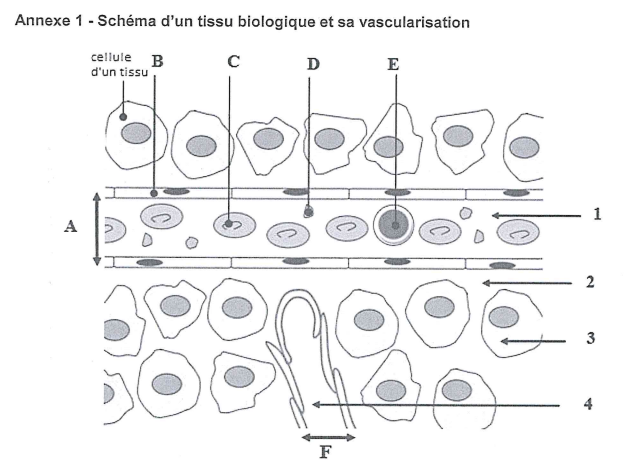 Annexe 1 - Schéma d'un tissu biologique et sa vascularisation
cellule
d'un tissu
B
C
D
E
A
1
2
3
4
F